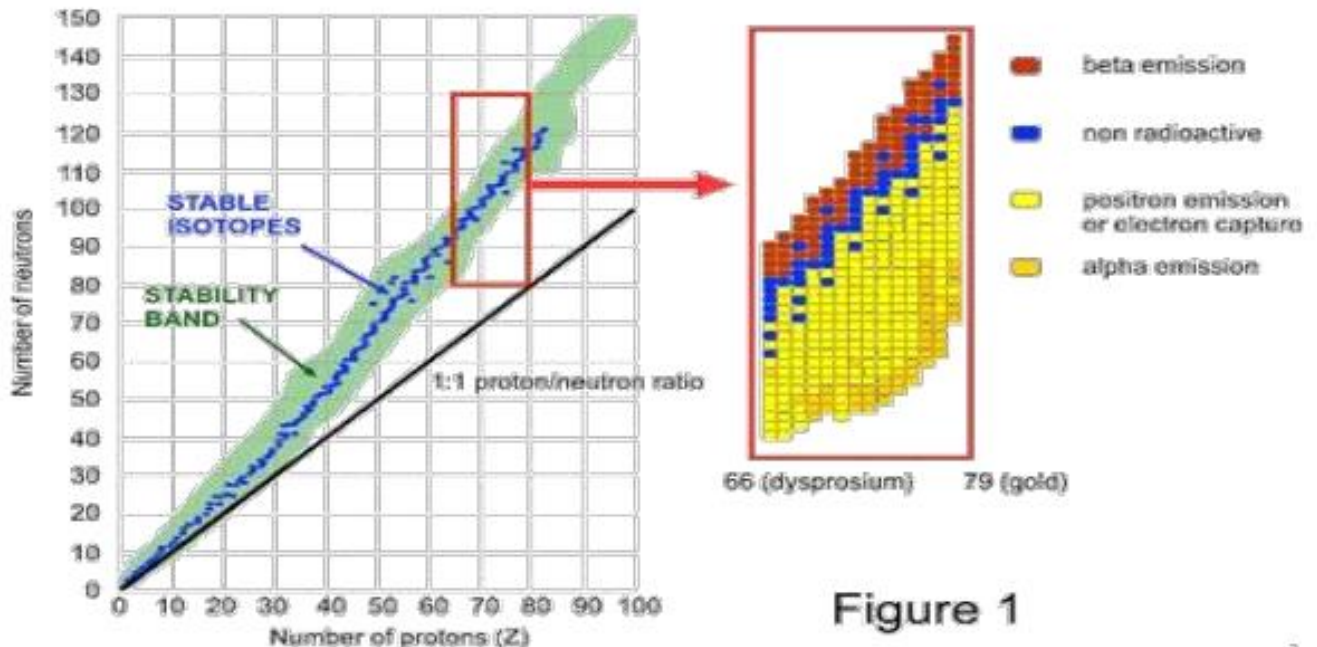 150
140
130
120
110
100
90
80
70
60
50
40
30
20
10
0
Number of neutrons
STABLE
ISOTOPES
STABILITY
BAND
1:1 proton/neutron ratio
0 10 20 30 40 50 60 70 80 90 100
Number of protons (Z)
66 (dysprosium)
79 (gold)
beta emission
non radioactive
positron emission
or electron capture
alpha emission
Figure 1